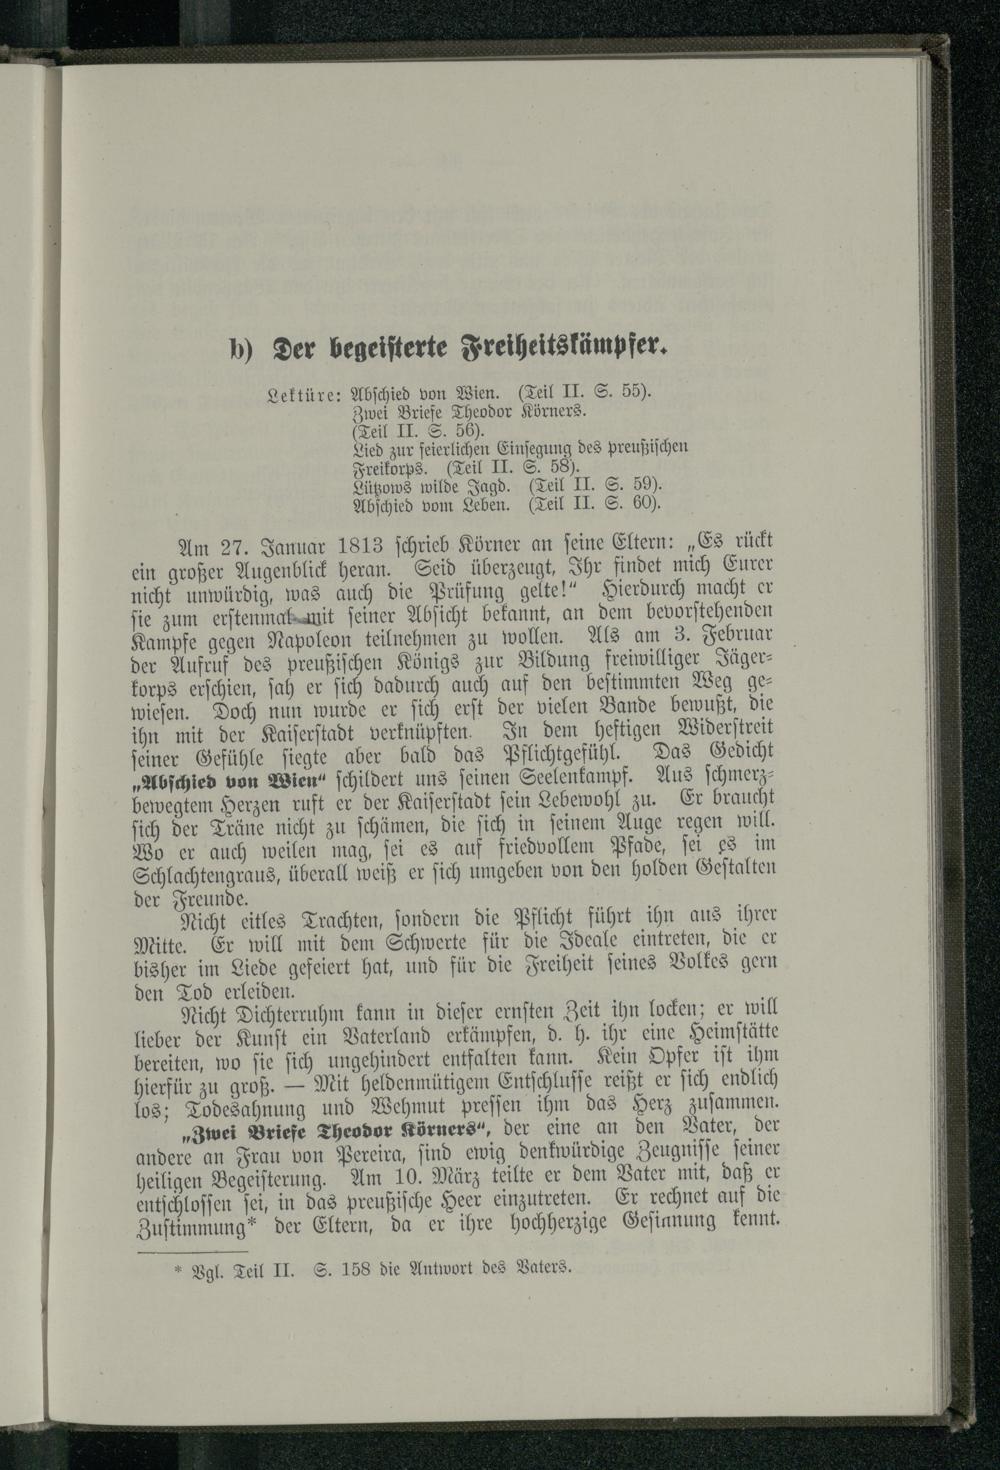 b) Der begeisterte Freiheitskämpfer.
Lektüre: Abschied von Wien. (Teil II. S. 55).
Zwei Briefe Theodor Körners.
(Teil II. S. 56).
Lied zur feierlichen Einsegung des preußischen
Freikorps. (Teil II. S. 58).
Lützows wilde Jagd. (Teil II. S. 59).
Abschied vom Leben. (Teil II. S. 60).
Am 27. Januar 1813 schrieb Körner an seine Eltern: „Es rückt
ein großer Augenblick heran. Seid überzeugt, Ihr findet mich Eurer
nicht unwürdig, was auch die Prüfung gelte!“ Hierdurch macht er
sie zum erstenmal mit seiner Absicht bekannt, an dem bevorstehenden
Kampfe gegen Napoleon teilnehmen zu wollen. Als am 3. Februar
der Aufruf des preußischen Königs zur Bildung freiwilliger Jäger-
korps erschien, sah er sich dadurch auch auf den bestimmten Weg ge-
wiesen. Doch nun wurde er sich erst der vielen Bande bewußt, die
ihn mit der Kaiserstadt verknüpften. In dem heftigen Widerstreit
seiner Gefühle siegte aber bald das Pflichtgefühl. Das Gedicht
„Abschied von Wien“ schildert uns seinen Seelenkampf. Aus schmerz-
bewegtem Herzen ruft er der Kaiserstadt sein Lebewohl zu. Er braucht
sich der Träne nicht zu schämen, die sich in seinem Auge regen will.
Wo er auch weilen mag, sei es auf friedvollem Pfade, sei es im
Schlachtengraus, überall weiß er sich umgeben von den holden Gestalten
der Freunde.
Nicht eitles Trachten, sondern die Pflicht führt ihn aus ihrer
Mitte. Er will mit dem Schwerte für die Ideale eintreten, die er
bisher im Liede gefeiert hat, und für die Freiheit seines Volkes gern
den Tod erleiden.
Nicht Dichterruhm kann in dieser ernsten Zeit ihn locken; er will
lieber der Kunst ein Vaterland erkämpfen, d. h. ihr eine Heimstätte
bereiten, wo sie sich ungehindert entfalten kann. Kein Opfer ist ihm
hierfür zu groß. — Mit heldenmütigem Entschlusse reißt er sich endlich
los; Todesahnung und Wehmut pressen ihm das Herz zusammen.
„Zwei Briefe Theodor Körners“, der eine an den Vater, der
andere an Frau von Pereira, sind ewig denkwürdige Zeugnisse seiner
heiligen Begeisterung. Am 10. März teilte er dem Vater mit, daß er
entschlossen sei, in das preußische Heer einzutreten. Er rechnet auf die
Zustimmung* der Eltern, da er ihre hochherzige Gesinnung kennt.
* Vgl. Teil II. S. 158 die Antwort des Vaters.